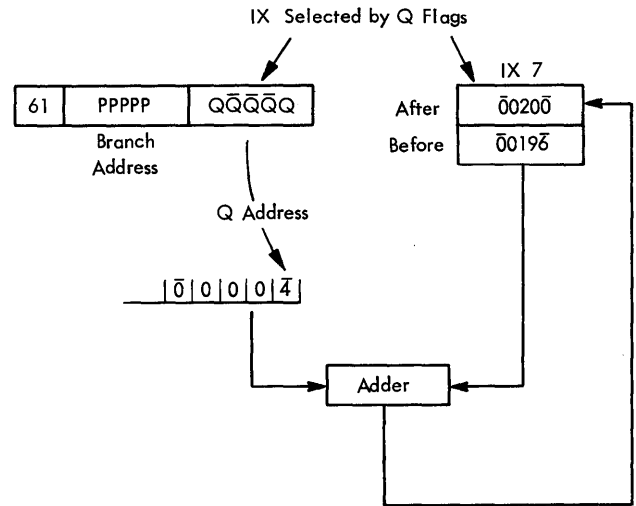 IX Selected by Q Flags
IX 7
61 PPPPP QQ̅Q̅Q̅Q
After 0̅0200̅
Branch Address
Before 0̅0196̅
Q Address
0̅ 0 0 0 4̅
Adder